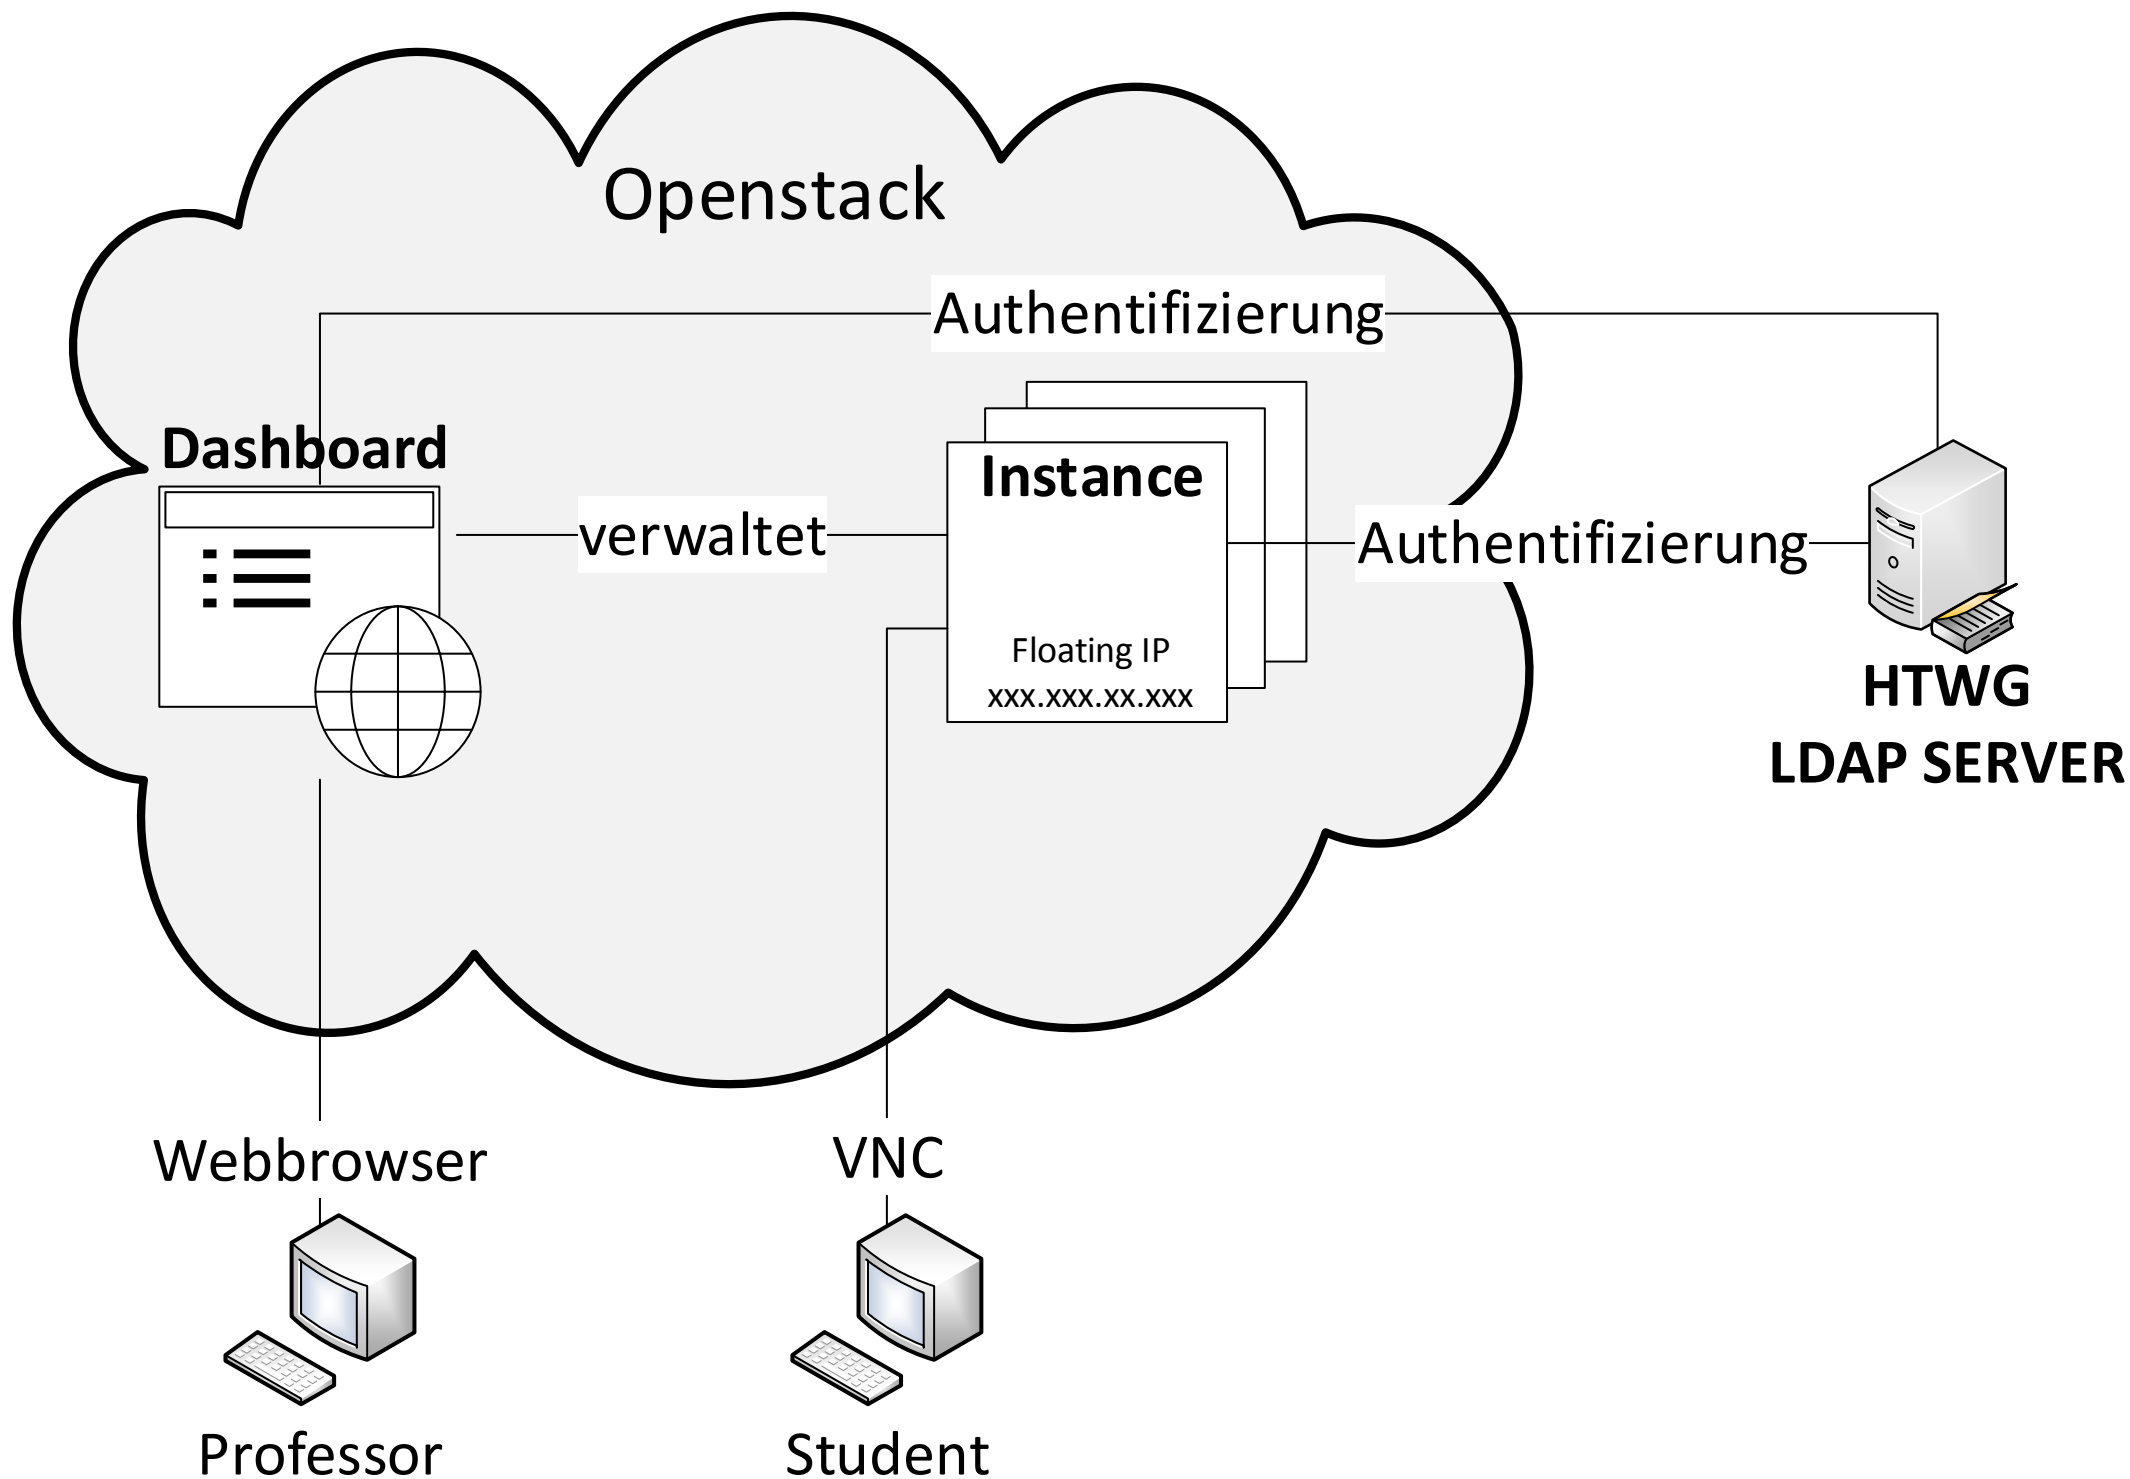 Openstack
Authentifizierung
Dashboard
Instance
verwaltet
Authentifizierung
Floating IP
xxx.xxx.xx.xxx
HTWG
LDAP SERVER
Webbrowser
VNC
Professor
Student